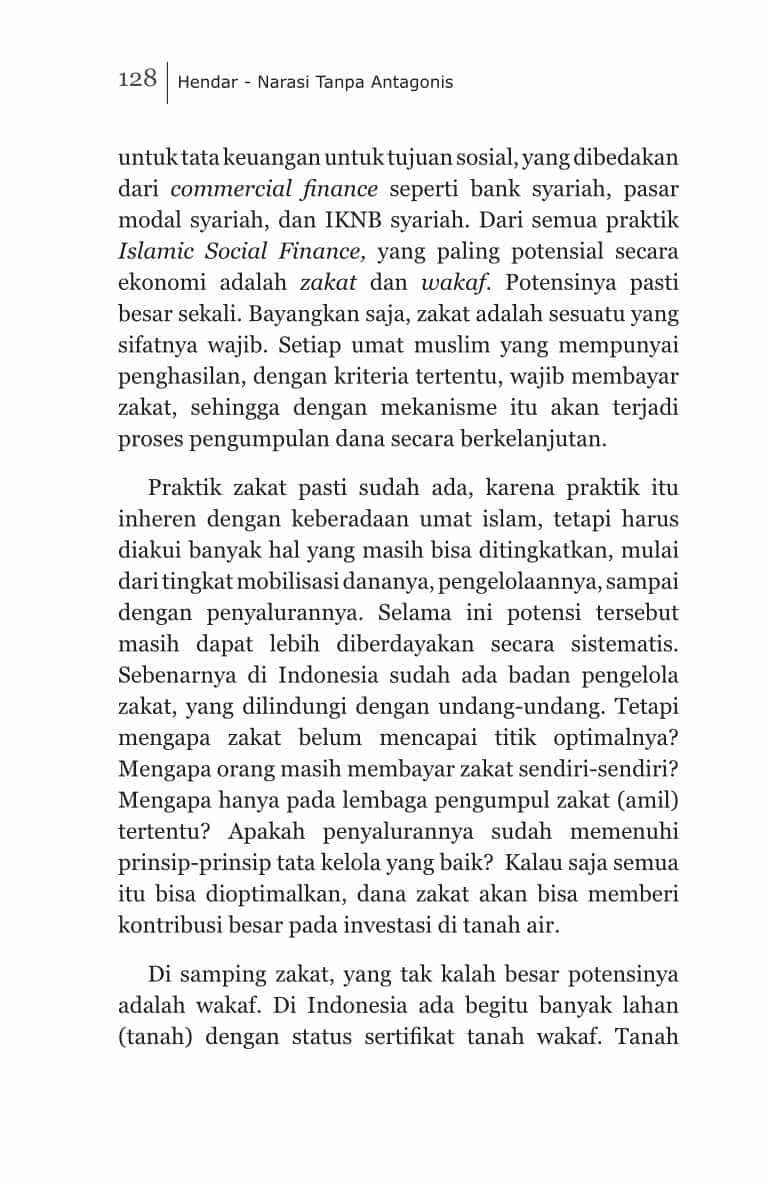 128 Hendar - Narasi Tanpa Antagonis
untuk tata keuangan untuk tujuan sosial, yang dibedakan
dari commercial finance seperti bank syariah, pasar
modal syariah, dan IKNB syariah. Dari semua praktik
Islamic Social Finance, yang paling potensial secara
ekonomi adalah zakat dan wakaf. Potensinya pasti
besar sekali. Bayangkan saja, zakat adalah sesuatu yang
sifatnya wajib. Setiap umat muslim yang mempunyai
penghasilan, dengan kriteria tertentu, wajib membayar
zakat, sehingga dengan mekanisme itu akan terjadi
proses pengumpulan dana secara berkelanjutan.
Praktik zakat pasti sudah ada, karena praktik itu
inheren dengan keberadaan umat islam, tetapi harus
diakui banyak hal yang masih bisa ditingkatkan, mulai
dari tingkat mobilisasi dananya, pengelolaannya, sampai
dengan penyalurannya. Selama ini potensi tersebut
masih dapat lebih diberdayakan secara sistematis.
Sebenarnya di Indonesia sudah ada badan pengelola
zakat, yang dilindungi dengan undang-undang. Tetapi
mengapa zakat belum mencapai titik optimalnya?
Mengapa orang masih membayar zakat sendiri-sendiri?
Mengapa hanya pada lembaga pengumpul zakat (amil)
tertentu? Apakah penyalurannya sudah memenuhi
prinsip-prinsip tata kelola yang baik? Kalau saja semua
itu bisa dioptimalkan, dana zakat akan bisa memberi
kontribusi besar pada investasi di tanah air.
Di samping zakat, yang tak kalah besar potensinya
adalah wakaf. Di Indonesia ada begitu banyak lahan
(tanah) dengan status sertifikat tanah wakaf. Tanah